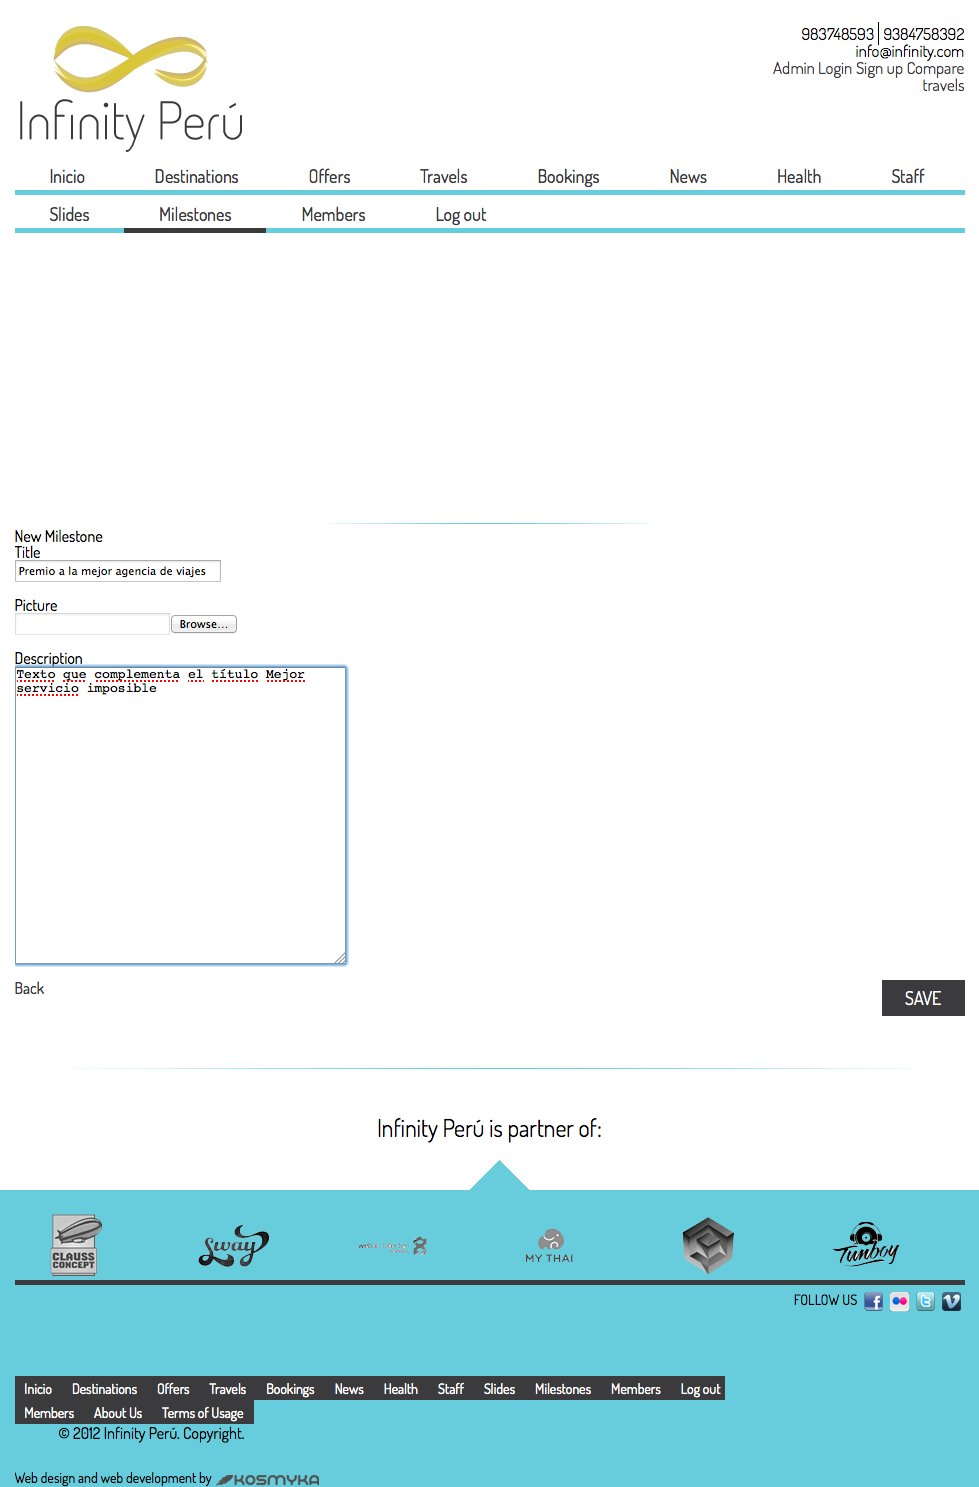 Infinity Perú
983748593 | 9384758392
info@infinity.com
Admin Login Sign up Compare
travels
Inicio Destinations Offers Travels Bookings News Health Staff
Slides Milestones Members Log out
New Milestone
Title
Premio a la mejor agencia de viajes
Picture
Browse...
Description
Texto que complementa el título Mejor
servicio imposible
Back
SAVE
Infinity Perú is partner of:
CLAUSS
CONCEPT
Sway
MY THAI
Tunboy
FOLLOW US
Inicio Destinations Offers Travels Bookings News Health Staff Slides Milestones Members Log out
Members About Us Terms of Usage
© 2012 Infinity Perú. Copyright.
Web design and web development by KOSMYKA